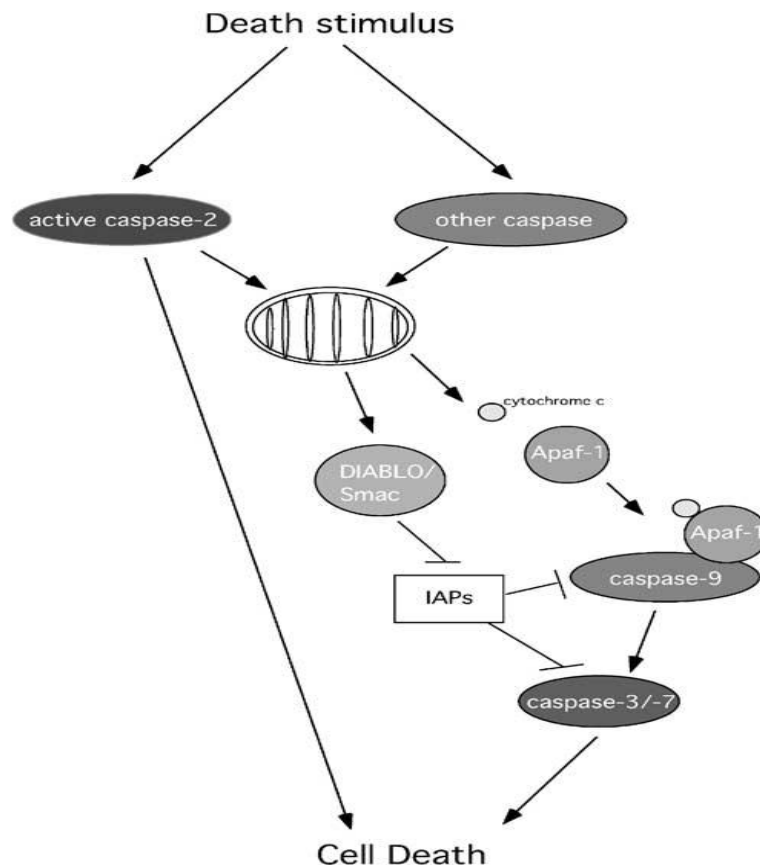 Death stimulus
active caspase-2
other caspase
cytochrome c
Apaf-1
DIABLO/
Smac
Apaf-1
caspase-9
IAPs
caspase-3/-7
Cell Death